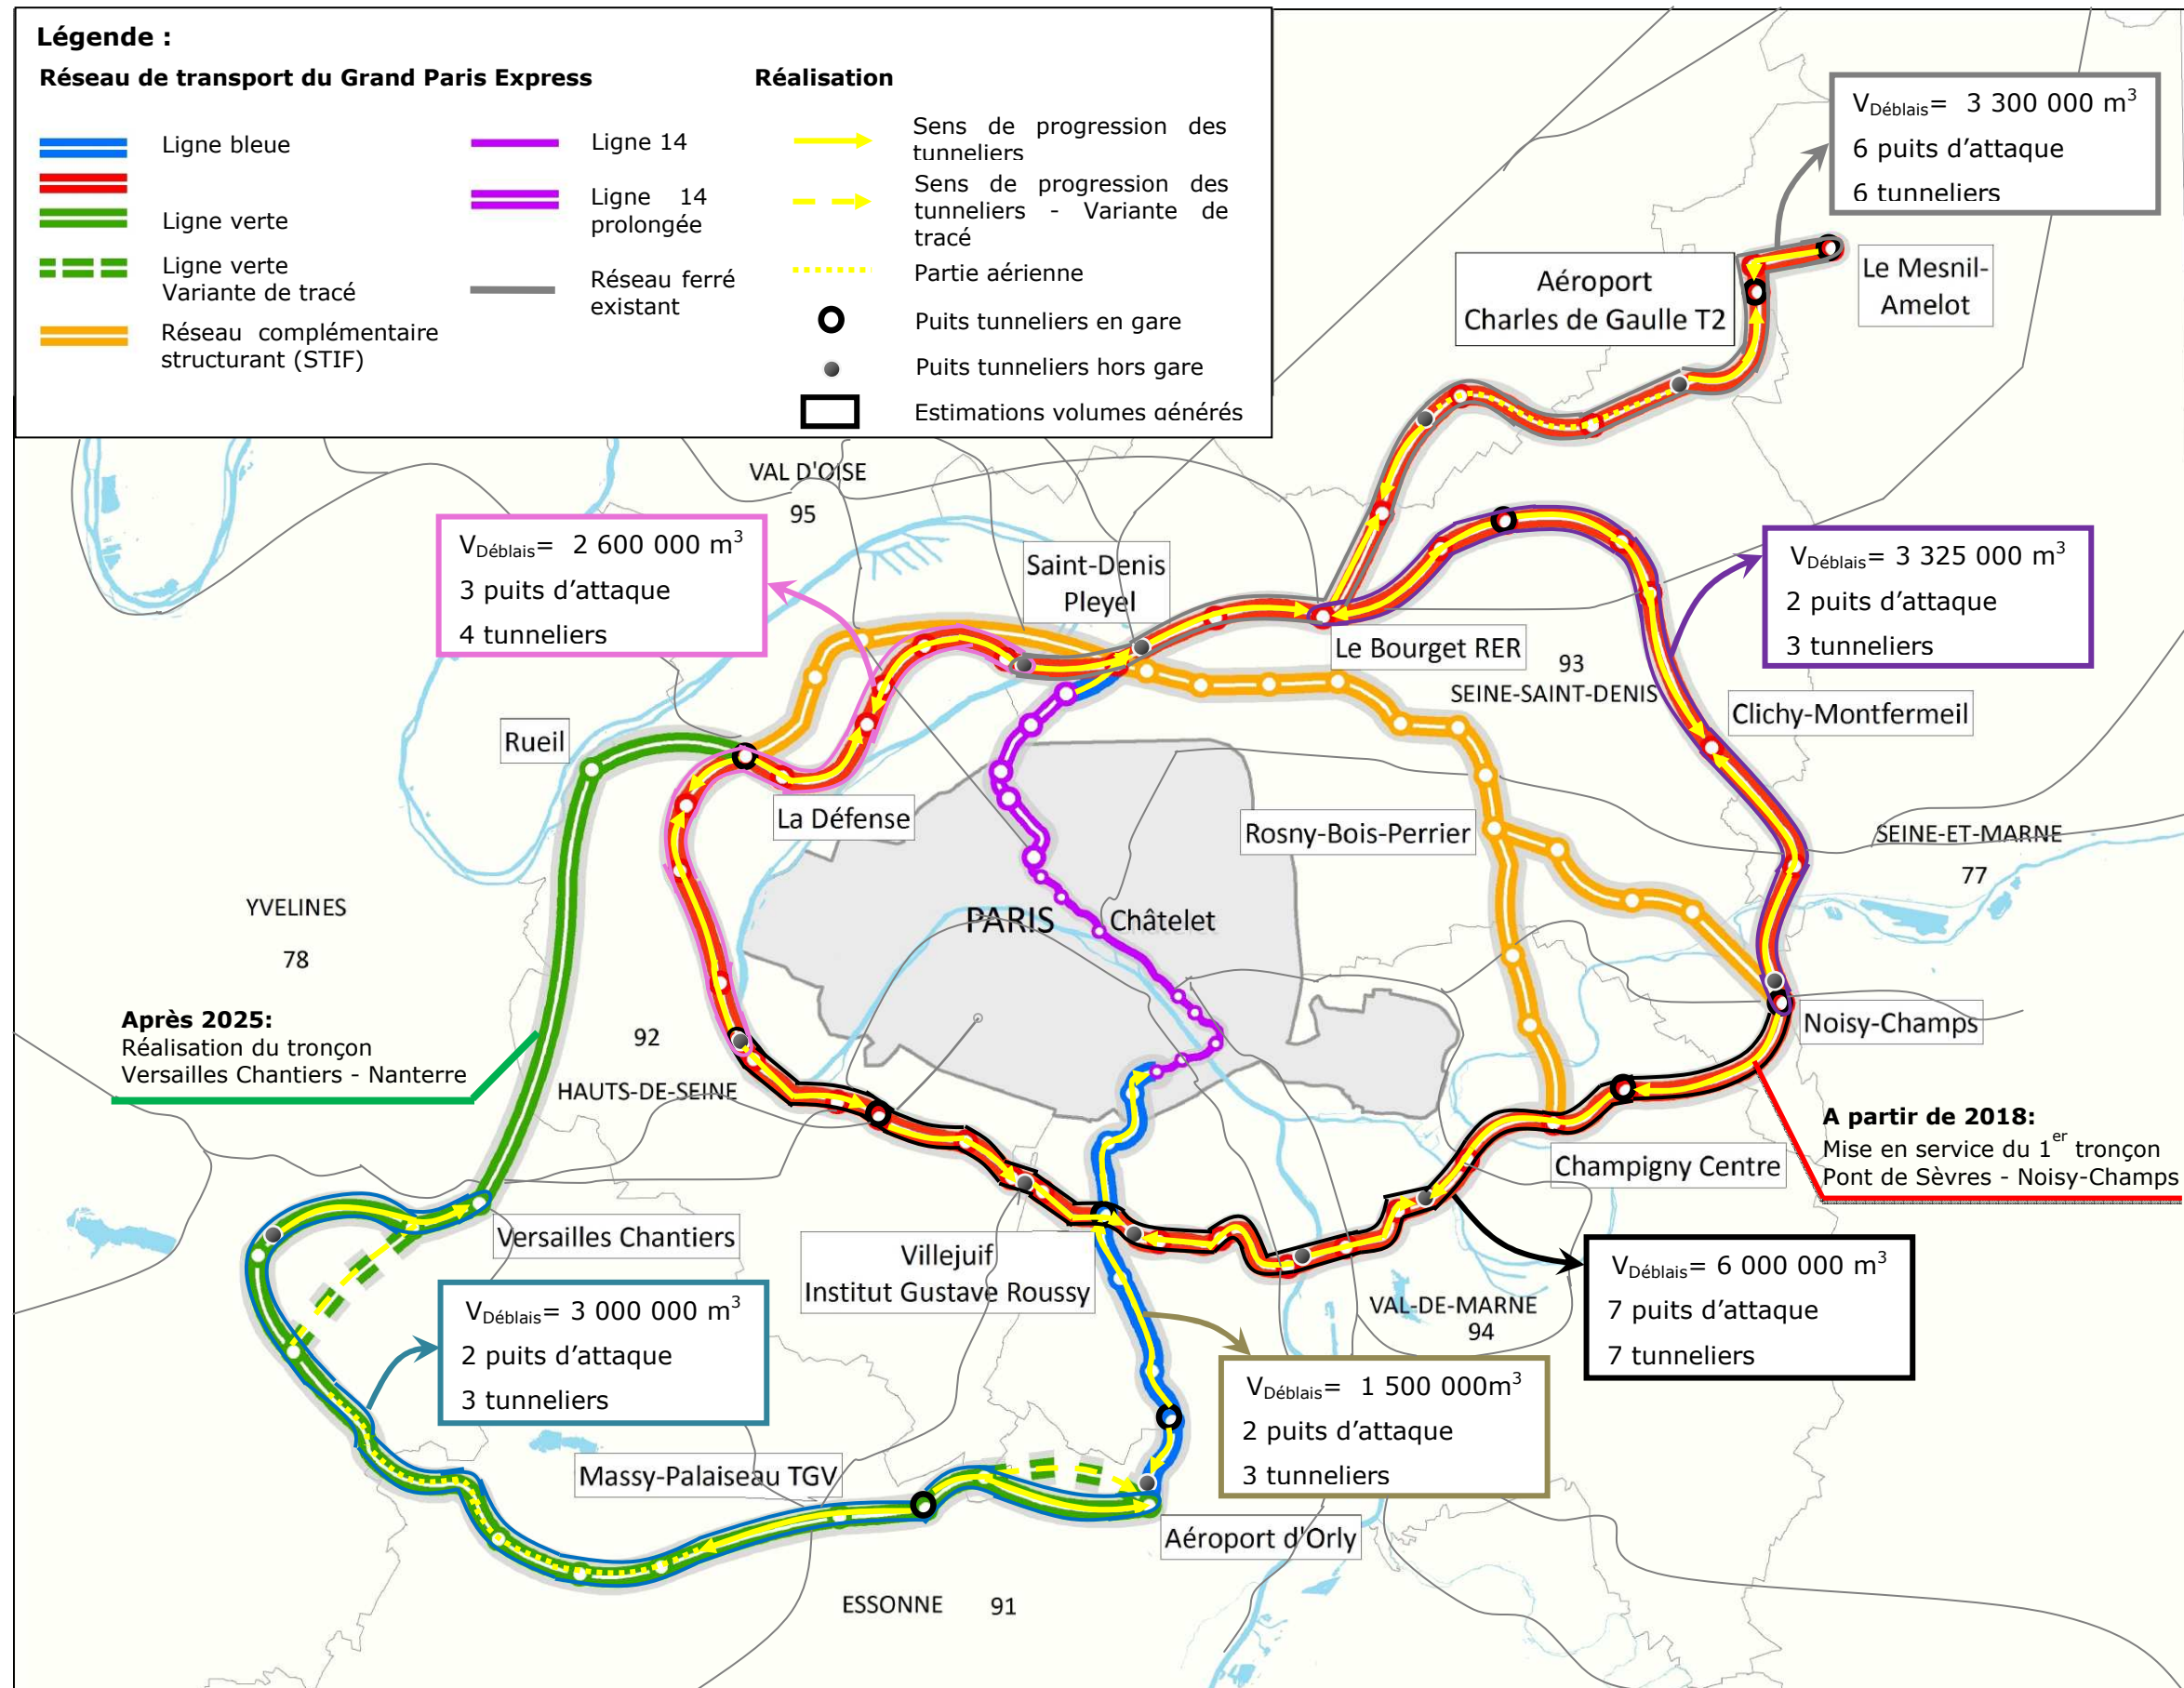 Légende :
Réseau de transport du Grand Paris Express
Ligne bleue
Ligne verte
Ligne verte
Variante de tracé
Réseau complémentaire
structurant (STIF)
Ligne 14
Ligne 14
prolongée
Réseau ferré
existant
Réalisation
Sens de progression des
tunneliers
Sens de progression des
tunneliers - Variante de
tracé
Partie aérienne
Puits tunneliers en gare
Puits tunneliers hors gare
Estimations volumes générés
VDéblais= 3 300 000 m³
6 puits d'attaque
6 tunneliers
Aéroport
Charles de Gaulle T2
Le Mesnil-
Amelot
VAL D'OISE
95
VDéblais= 2 600 000 m³
3 puits d'attaque
4 tunneliers
Saint-Denis
Pleyel
VDéblais= 3 325 000 m³
2 puits d'attaque
3 tunneliers
Le Bourget RER
93
SEINE-SAINT-DENIS
Clichy-Montfermeil
Rueil
La Défense
Rosny-Bois-Perrier
SEINE-ET-MARNE
77
YVELINES
78
PARIS
Châtelet
Après 2025:
Réalisation du tronçon
Versailles Chantiers - Nanterre
92
HAUTS-DE-SEINE
Noisy-Champs
A partir de 2018:
Mise en service du 1er tronçon
Pont de Sèvres - Noisy-Champs
Champigny Centre
Versailles Chantiers
Villejuif
Institut Gustave Roussy
VDéblais= 3 000 000 m³
2 puits d'attaque
3 tunneliers
VAL-DE-MARNE
94
VDéblais= 6 000 000 m³
7 puits d'attaque
7 tunneliers
VDéblais= 1 500 000m³
2 puits d'attaque
3 tunneliers
Massy-Palaiseau TGV
Aéroport d'Orly
ESSONNE 91